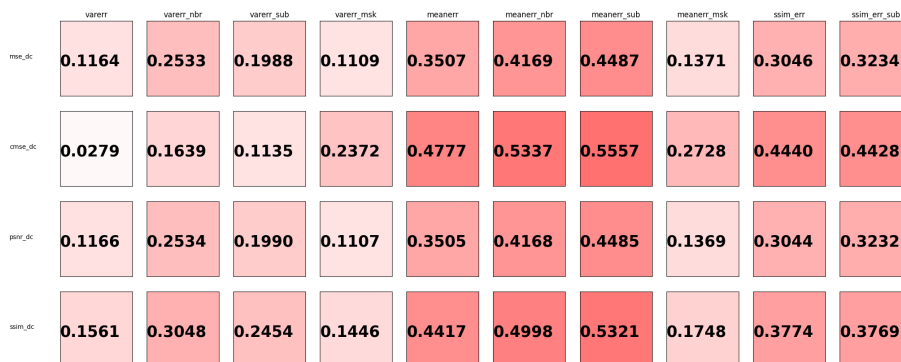 varerr varerr_nbr varerr_sub varerr_msk meanerr meanerr_nbr meanerr_sub meanerr_msk ssim_err ssim_err_sub
mse_dc 0.1164 0.2533 0.1988 0.1109 0.3507 0.4169 0.4487 0.1371 0.3046 0.3234
cmse_dc 0.0279 0.1639 0.1135 0.2372 0.4777 0.5337 0.5557 0.2728 0.4440 0.4428
psnr_dc 0.1166 0.2534 0.1990 0.1107 0.3505 0.4168 0.4485 0.1369 0.3044 0.3232
ssim_dc 0.1561 0.3048 0.2454 0.1446 0.4417 0.4998 0.5321 0.1748 0.3774 0.3769